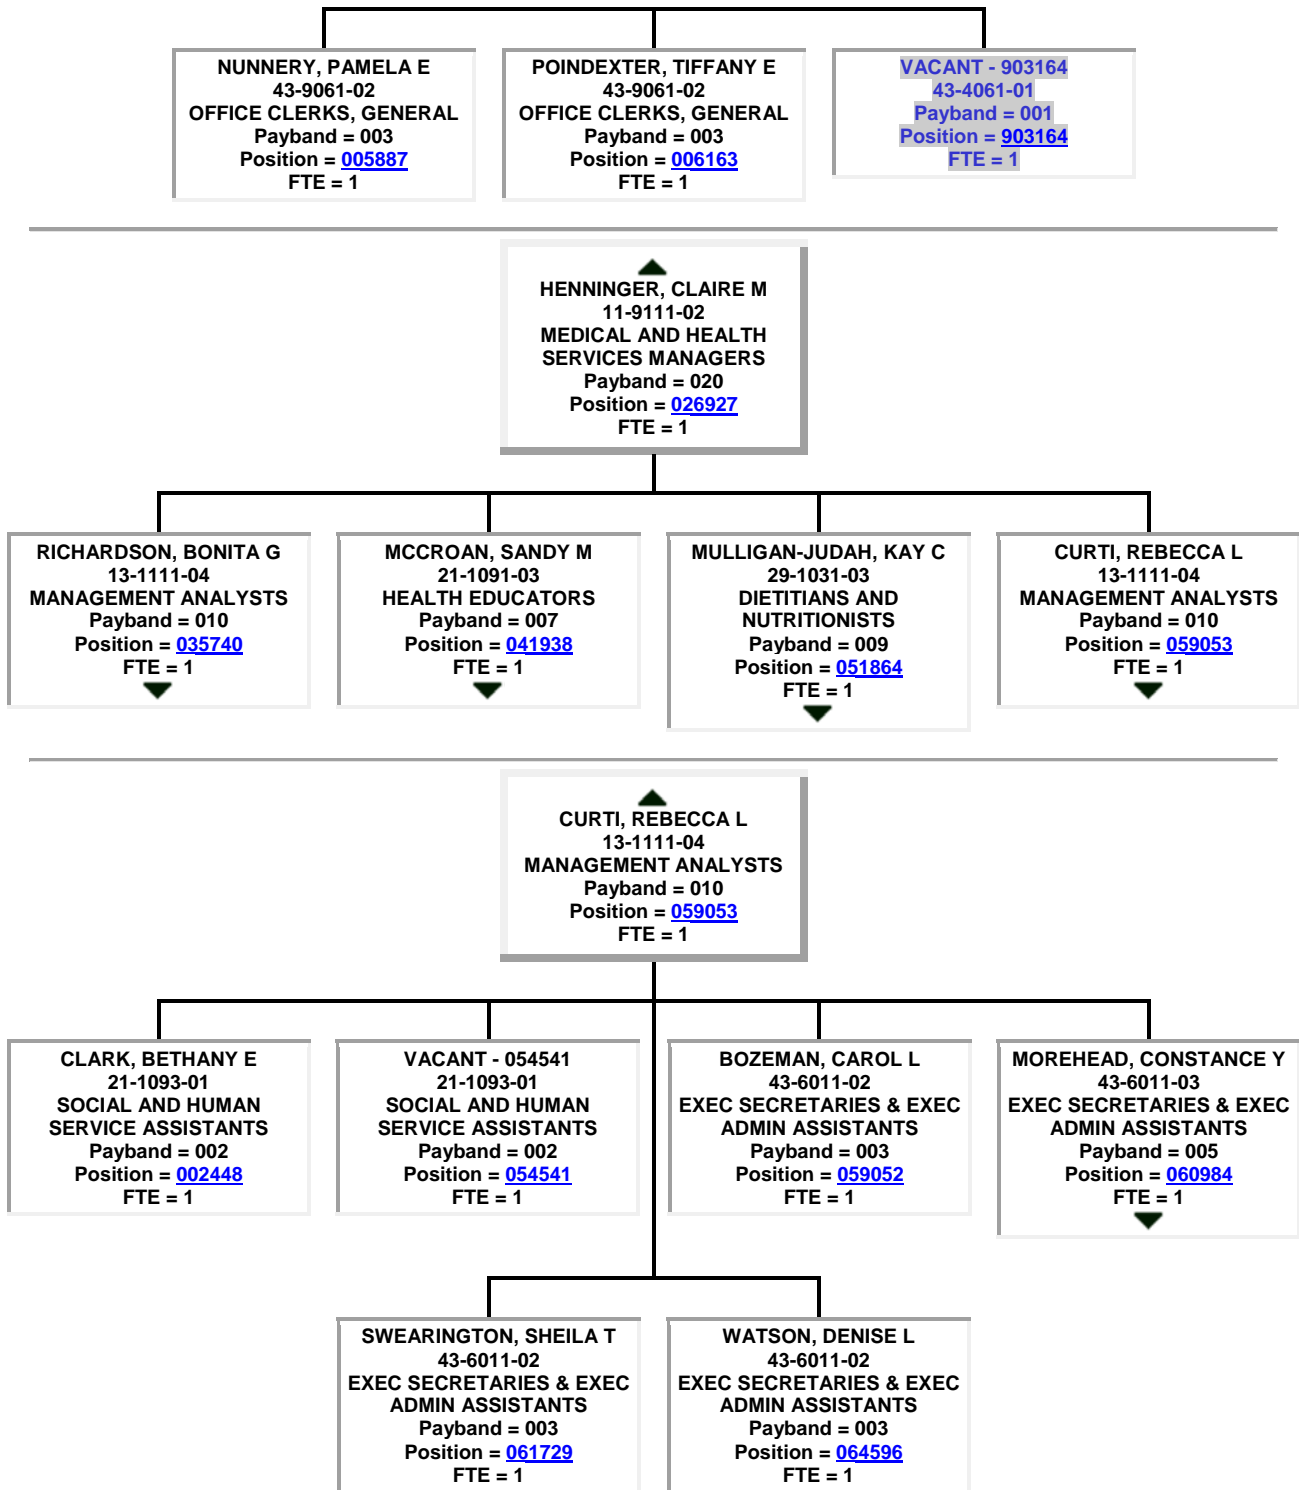 NUNNERY, PAMELA E
43-9061-02
OFFICE CLERKS, GENERAL
Payband = 003
Position = 005887
FTE = 1
POINDEXTER, TIFFANY E
43-9061-02
OFFICE CLERKS, GENERAL
Payband = 003
Position = 006163
FTE = 1
VACANT - 903164
43-4061-01
Payband = 001
Position = 903164
FTE = 1
HENNINGER, CLAIRE M
11-9111-02
MEDICAL AND HEALTH
SERVICES MANAGERS
Payband = 020
Position = 026927
FTE = 1
RICHARDSON, BONITA G
13-1111-04
MANAGEMENT ANALYSTS
Payband = 010
Position = 035740
FTE = 1
MCCROAN, SANDY M
21-1091-03
HEALTH EDUCATORS
Payband = 007
Position = 041938
FTE = 1
MULLIGAN-JUDAH, KAY C
29-1031-03
DIETITIANS AND
NUTRITIONISTS
Payband = 009
Position = 051864
FTE = 1
CURTI, REBECCA L
13-1111-04
MANAGEMENT ANALYSTS
Payband = 010
Position = 059053
FTE = 1
CURTI, REBECCA L
13-1111-04
MANAGEMENT ANALYSTS
Payband = 010
Position = 059053
FTE = 1
CLARK, BETHANY E
21-1093-01
SOCIAL AND HUMAN
SERVICE ASSISTANTS
Payband = 002
Position = 002448
FTE = 1
VACANT - 054541
21-1093-01
SOCIAL AND HUMAN
SERVICE ASSISTANTS
Payband = 002
Position = 054541
FTE = 1
BOZEMAN, CAROL L
43-6011-02
EXEC SECRETARIES & EXEC
ADMIN ASSISTANTS
Payband = 003
Position = 059052
FTE = 1
MOREHEAD, CONSTANCE Y
43-6011-03
EXEC SECRETARIES & EXEC
ADMIN ASSISTANTS
Payband = 005
Position = 060984
FTE = 1
SWEARINGTON, SHEILA T
43-6011-02
EXEC SECRETARIES & EXEC
ADMIN ASSISTANTS
Payband = 003
Position = 061729
FTE = 1
WATSON, DENISE L
43-6011-02
EXEC SECRETARIES & EXEC
ADMIN ASSISTANTS
Payband = 003
Position = 064596
FTE = 1